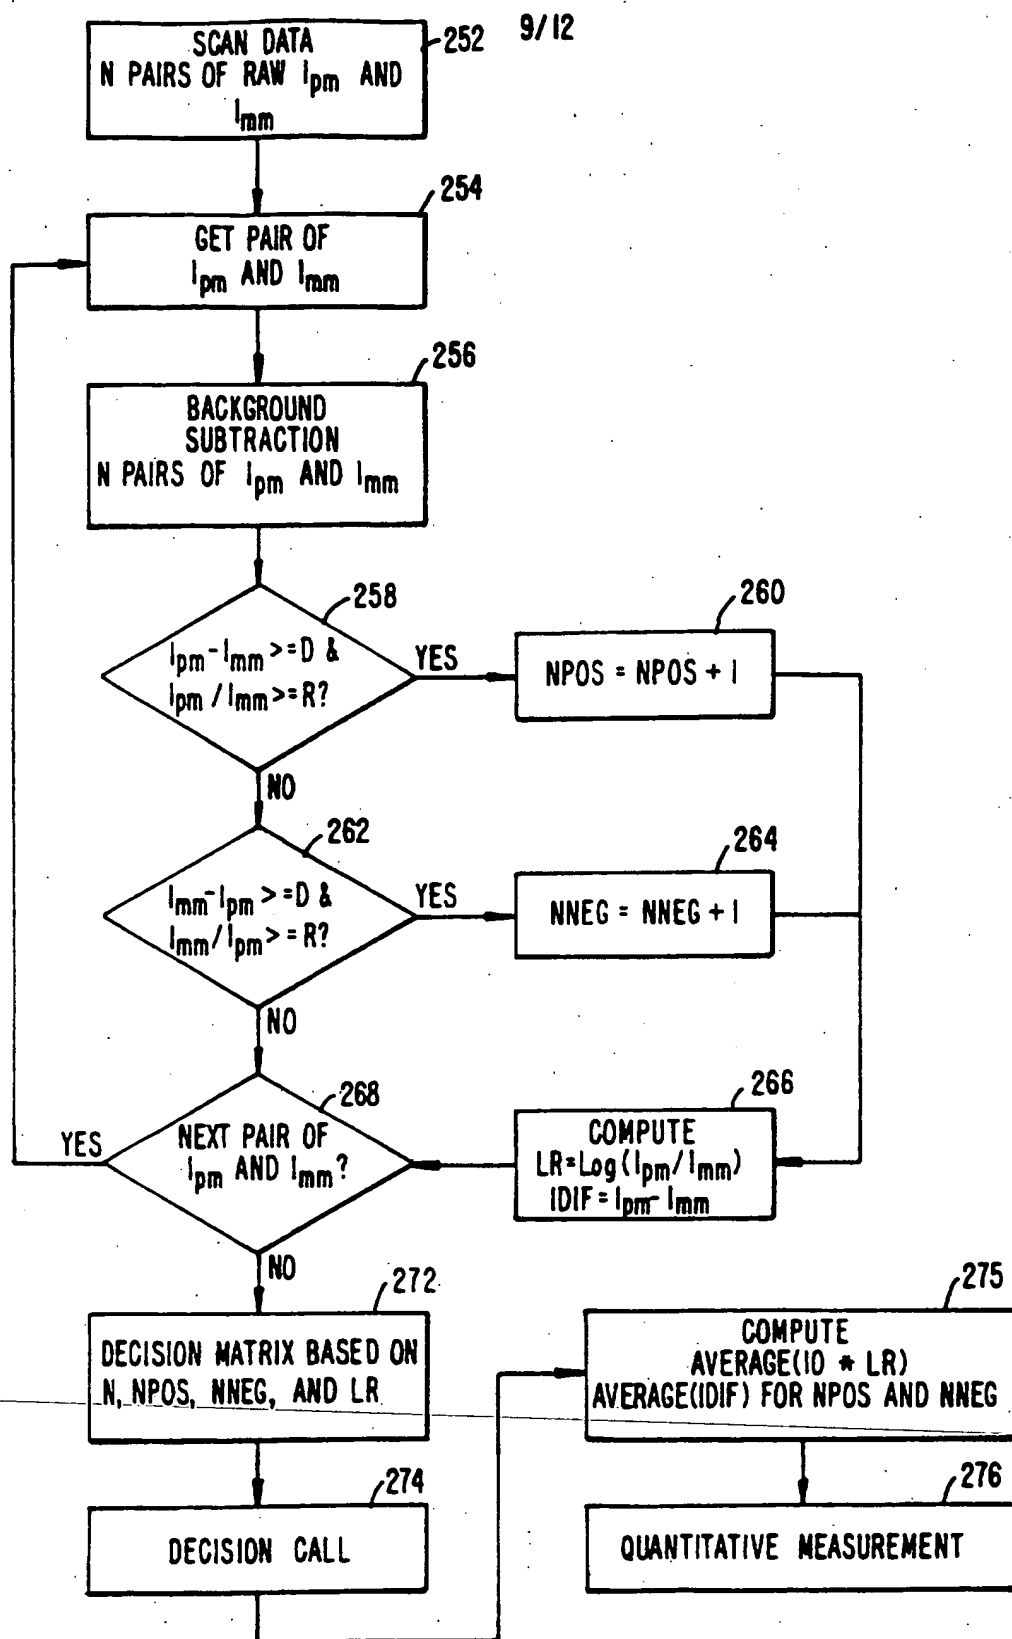 9/12
252
SCAN DATA
N PAIRS OF RAW Ipm AND
Imm
254
GET PAIR OF
Ipm AND Imm
256
BACKGROUND
SUBTRACTION
N PAIRS OF Ipm AND Imm
258
Ipm-Imm >=D &
Ipm / Imm >=R?
YES
NO
260
NPOS = NPOS + 1
262
Imm-Ipm >=D &
Imm/Ipm >=R?
YES
NO
264
NNEG = NNEG + 1
266
COMPUTE
LR=Log(Ipm/Imm)
IDIF=Ipm-Imm
268
NEXT PAIR OF
Ipm AND Imm?
YES
NO
272
DECISION MATRIX BASED ON
N, NPOS, NNEG, AND LR
274
DECISION CALL
275
COMPUTE
AVERAGE(10 * LR)
AVERAGE(IDIF) FOR NPOS AND NNEG
276
QUANTITATIVE MEASUREMENT